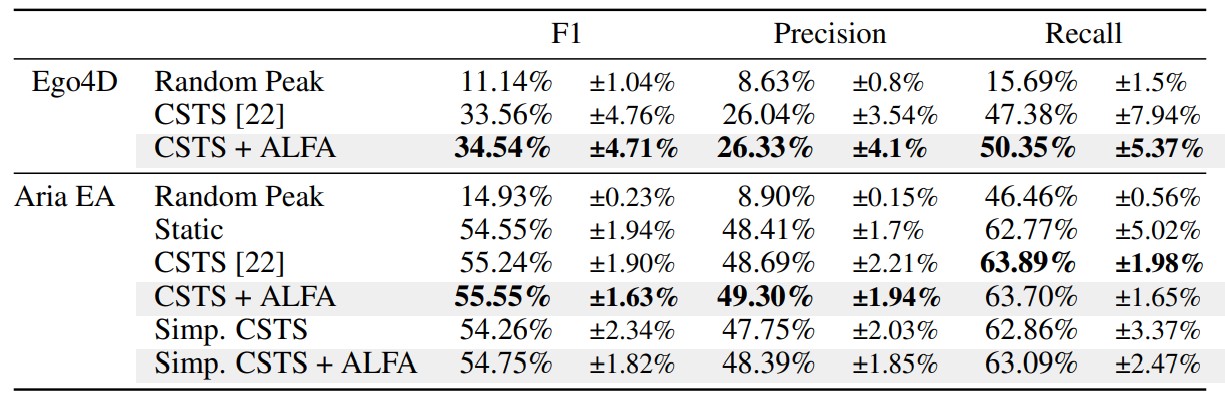 F1 Precision Recall
Ego4D Random Peak 11.14% ±1.04% 8.63% ±0.8% 15.69% ±1.5%
CSTS [22] 33.56% ±4.76% 26.04% ±3.54% 47.38% ±7.94%
CSTS + ALFA 34.54% ±4.71% 26.33% ±4.1% 50.35% ±5.37%
Aria EA Random Peak 14.93% ±0.23% 8.90% ±0.15% 46.46% ±0.56%
Static 54.55% ±1.94% 48.41% ±1.7% 62.77% ±5.02%
CSTS [22] 55.24% ±1.90% 48.69% ±2.21% 63.89% ±1.98%
CSTS + ALFA 55.55% ±1.63% 49.30% ±1.94% 63.70% ±1.65%
Simp. CSTS 54.26% ±2.34% 47.75% ±2.03% 62.86% ±3.37%
Simp. CSTS + ALFA 54.75% ±1.82% 48.39% ±1.85% 63.09% ±2.47%